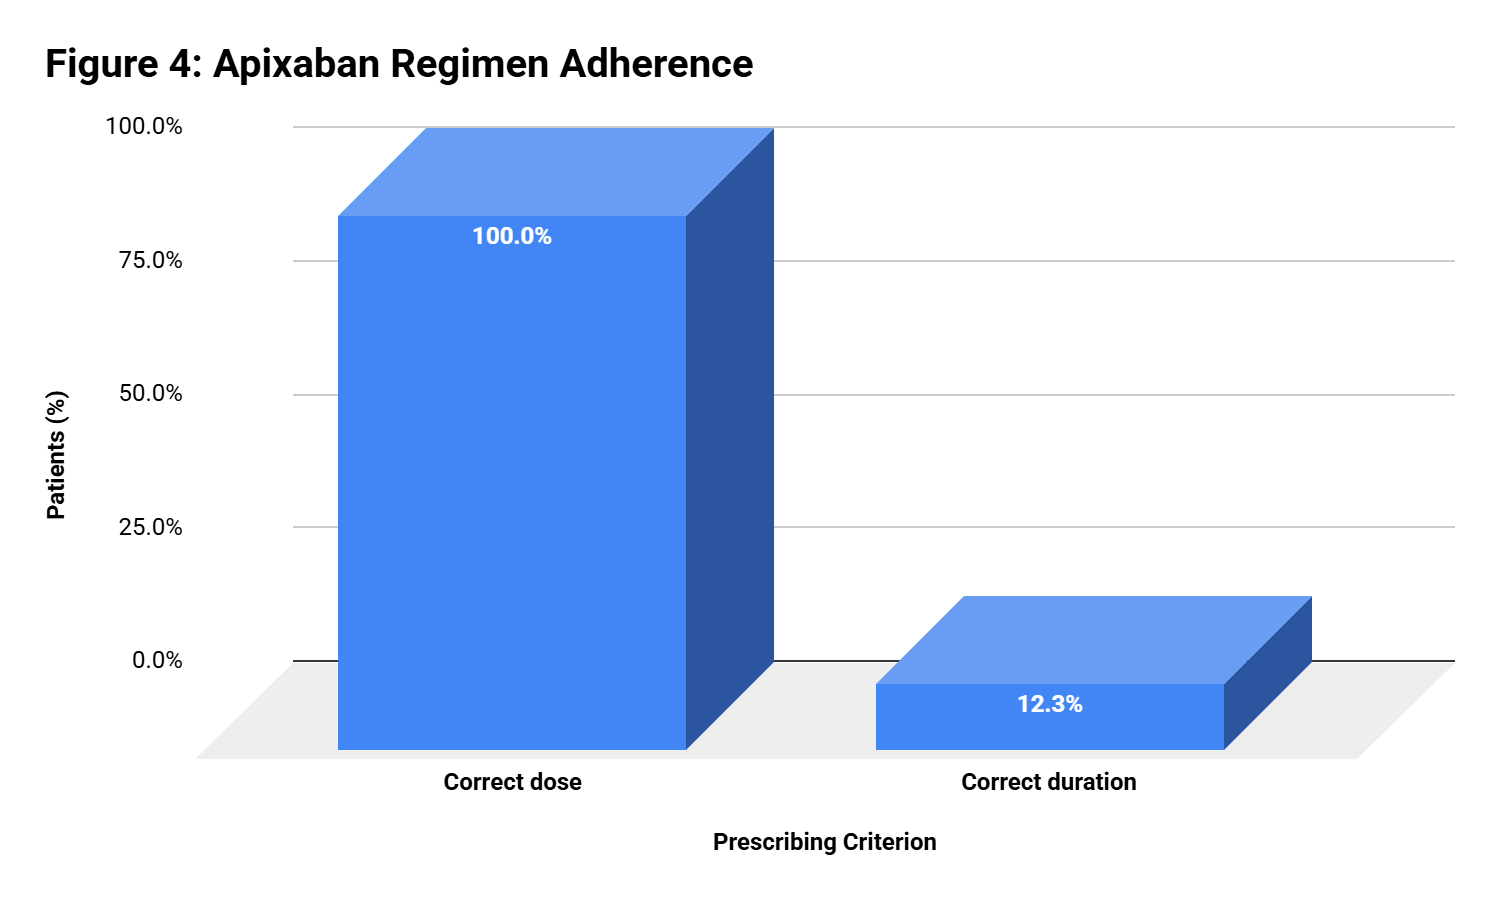 Figure 4: Apixaban Regimen Adherence
100.0%
75.0%
50.0%
25.0%
0.0%
Patients (%)
100.0%
12.3%
Correct dose
Correct duration
Prescribing Criterion